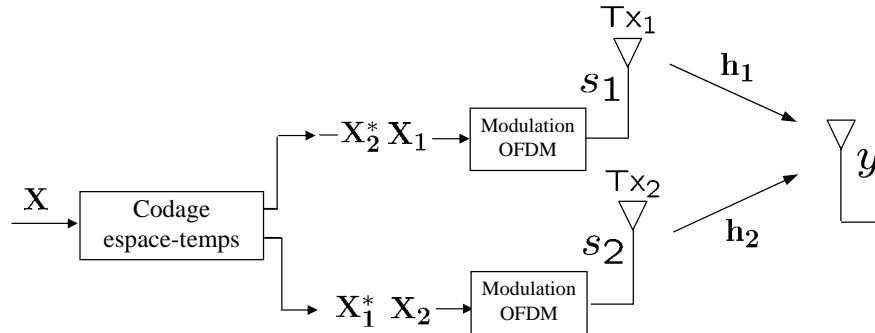 Tx₁
s₁
h₁
−X₂* X₁
Modulation
OFDM
y
X
Codage
espace-temps
Tx₂
s₂
h₂
X₁* X₂
Modulation
OFDM